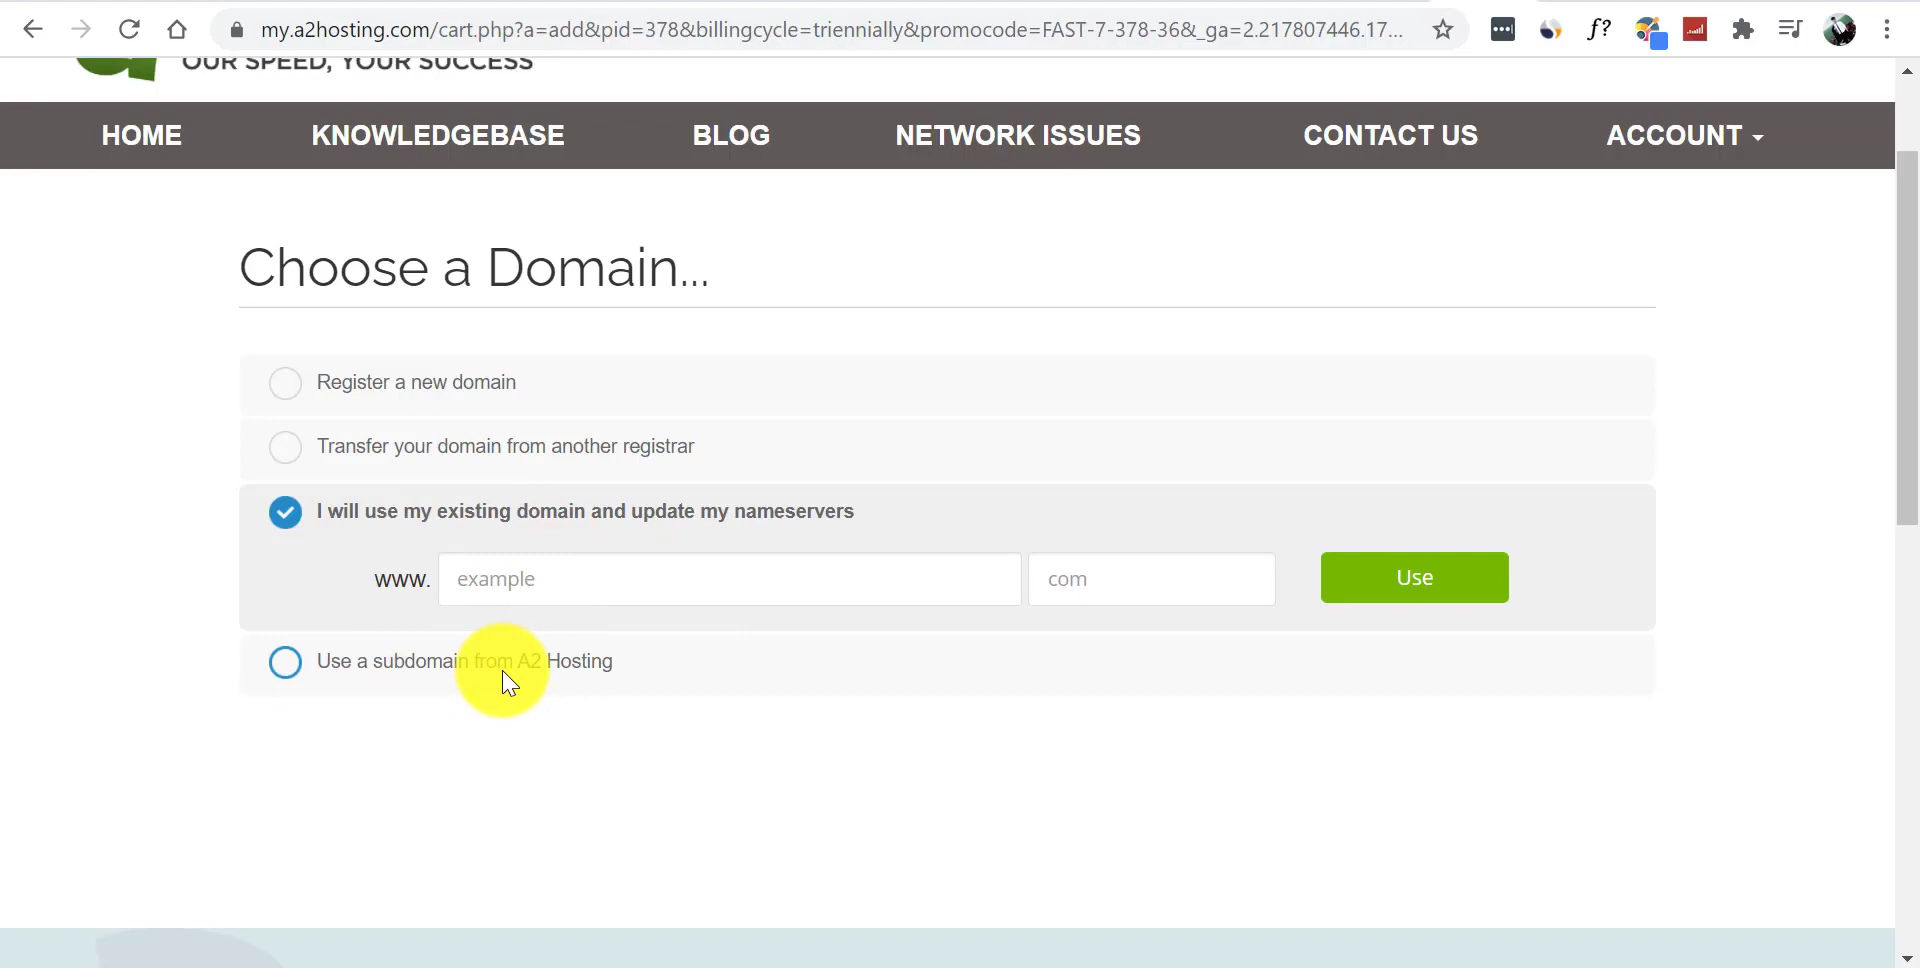 my.a2hosting.com/cart.php?a=add&pid=378&billingcycle=triennially&promocode=FAST-7-378-36&_ga=2.217807446.17...
f?
OUR SPEED, YOUR SUCCESS
HOME KNOWLEDGEBASE BLOG NETWORK ISSUES CONTACT US ACCOUNT
Choose a Domain...
Register a new domain
Transfer your domain from another registrar
I will use my existing domain and update my nameservers
www. example com Use
Use a subdomain from A2 Hosting